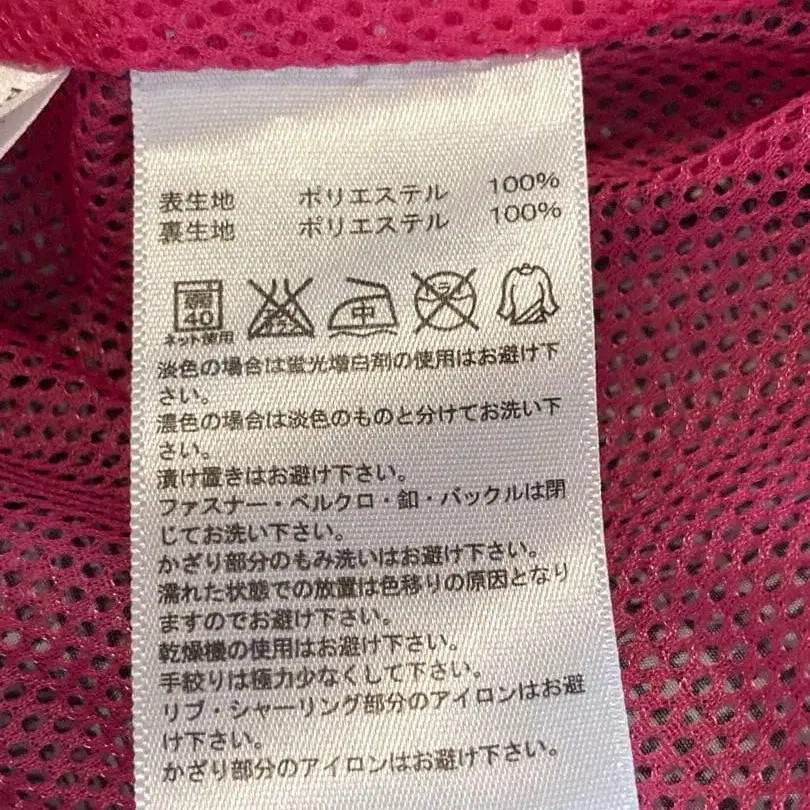 表生地 ポリエステル 100%
裏生地 ポリエステル 100%
40 中
ネット使用
淡色の場合は蛍光増白剤の使用はお避け下
さい。
濃色の場合は淡色のものと分けてお洗い下
さい。
漬け置きはお避け下さい。
ファスナー・ベルクロ・釦・バックルは閉
じてお洗い下さい。
かざり部分のもみ洗いはお避け下さい。
濡れた状態での放置は色移りの原因となり
ますのでお避け下さい。
乾燥機の使用はお避け下さい。
手絞りは極力少なくして下さい。
リブ・シャーリング部分のアイロンはお避
け下さい。
かざり部分のアイロンはお避け下さい。